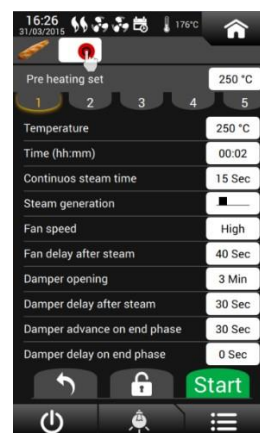 16:26
31/03/2015
176°C
Pre heating set 250 °C
1 2 3 4 5
Temperature 250 °C
Time (hh:mm) 00:02
Continuos steam time 15 Sec
Steam generation
Fan speed High
Fan delay after steam 40 Sec
Damper opening 3 Min
Damper delay after steam 30 Sec
Damper advance on end phase 30 Sec
Damper delay on end phase 0 Sec
Start